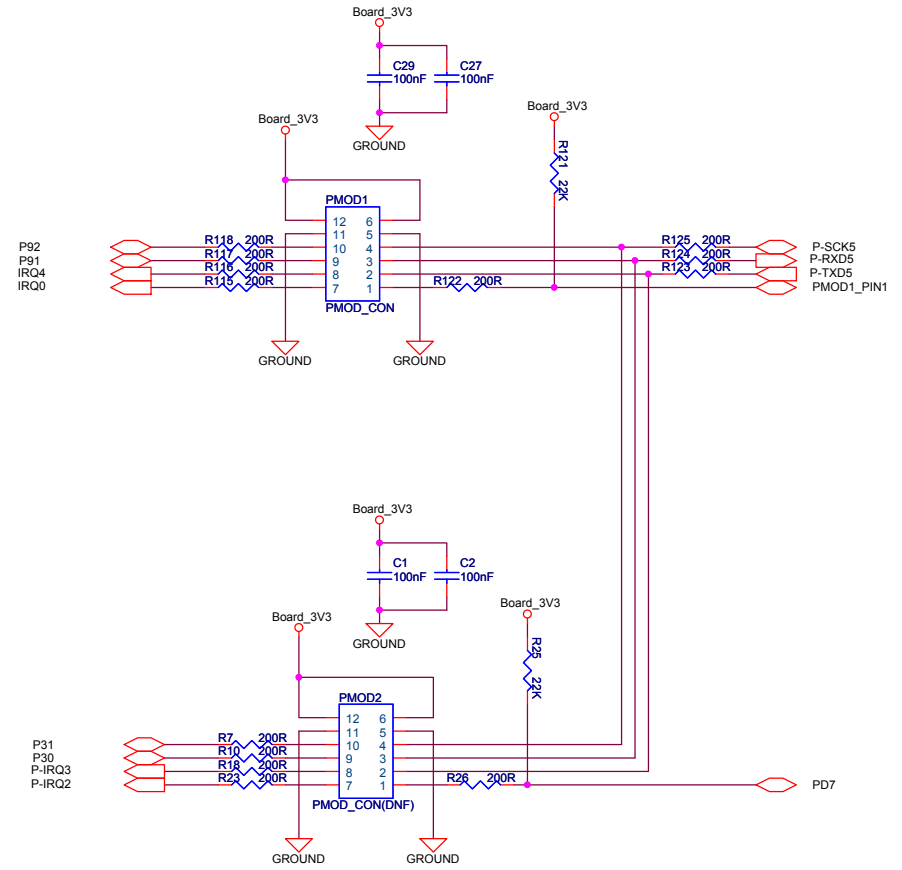 Board_3V3
C29
100nF
C27
100nF
GROUND
Board_3V3
Board_3V3
R121
22K
PMOD1
12 6
11 5
10 4
9 3
8 2
7 1
PMOD_CON
P92 R118 200R
P91 R117 200R
IRQ4 R116 200R
IRQ0 R115 200R
R122 200R
R125 200R P-SCK5
R124 200R P-RXD5
R123 200R P-TXD5
PMOD1_PIN1
GROUND GROUND
Board_3V3
C1
100nF
C2
100nF
GROUND
Board_3V3
Board_3V3
R25
22K
PMOD2
12 6
11 5
10 4
9 3
8 2
7 1
PMOD_CON(DNF)
P31 R7 200R
P30 R10 200R
P-IRQ3 R18 200R
P-IRQ2 R23 200R
R26 200R PD7
GROUND GROUND